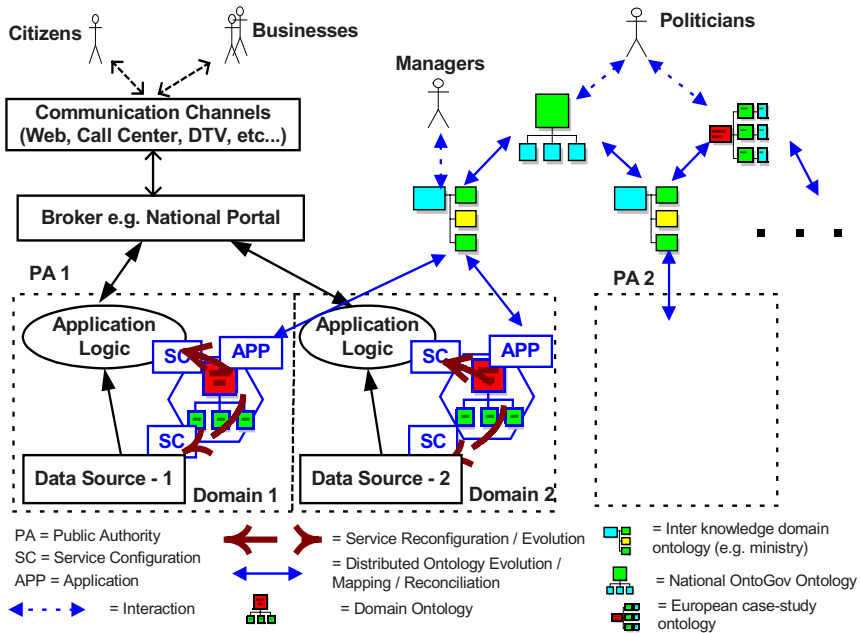 Citizens
Businesses
Politicians
Managers
Communication Channels
(Web, Call Center, DTV, etc...)
Broker e.g. National Portal
PA 1
PA 2
Application
Logic
SC
APP
SC
Application
Logic
SC
APP
SC
Data Source - 1
Domain 1
Data Source - 2
Domain 2
PA = Public Authority
SC = Service Configuration
APP = Application
= Interaction
= Service Reconfiguration / Evolution
= Distributed Ontology Evolution /
Mapping / Reconciliation
= Domain Ontology
= Inter knowledge domain
ontology (e.g. ministry)
= National OntoGov Ontology
= European case-study
ontology